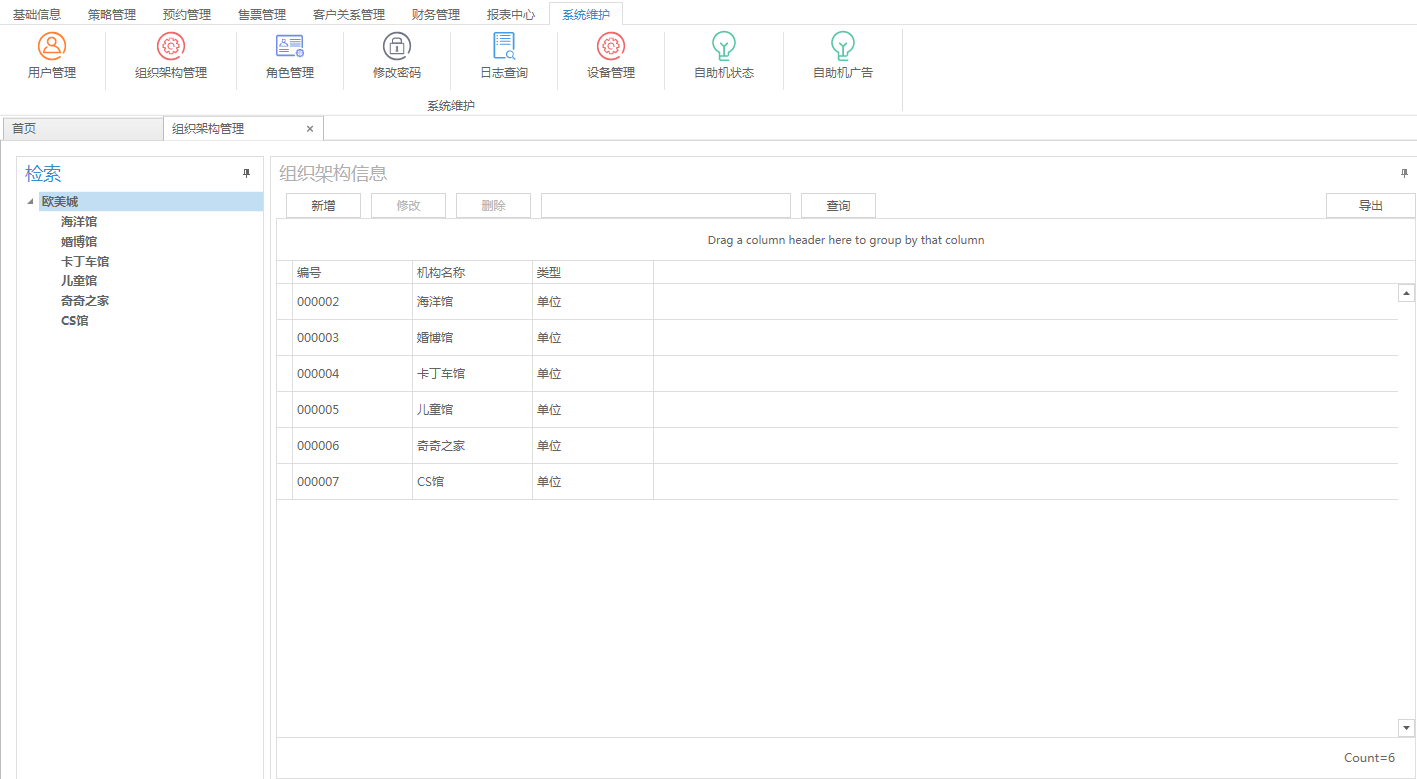 基础信息 策略管理 预约管理 售票管理 客户关系管理 财务管理 报表中心 系统维护
用户管理 组织架构管理 角色管理 修改密码 日志查询 设备管理 自助机状态 自助机广告
系统维护
首页 组织架构管理 ×
检索
欧美城
海洋馆
婚博馆
卡丁车馆
儿童馆
奇奇之家
CS馆
组织架构信息
新增 修改 删除 查询 导出
Drag a column header here to group by that column
编号 机构名称 类型
000002 海洋馆 单位
000003 婚博馆 单位
000004 卡丁车馆 单位
000005 儿童馆 单位
000006 奇奇之家 单位
000007 CS馆 单位
Count=6